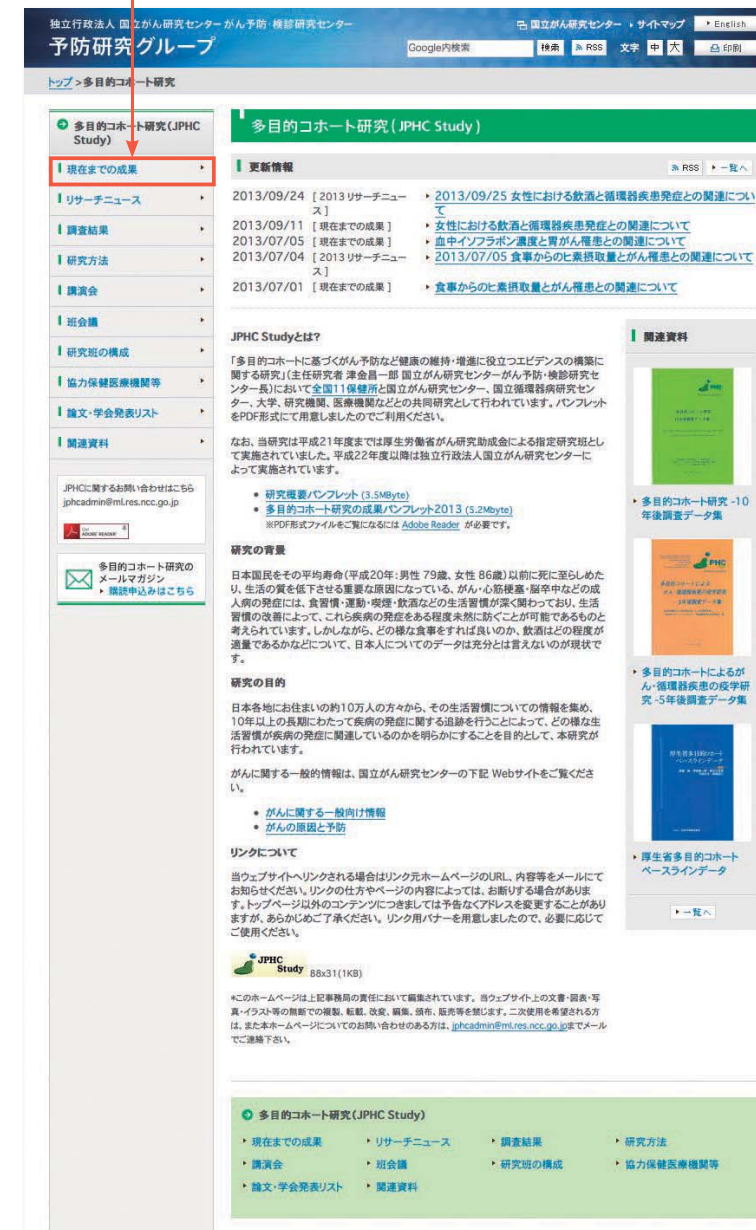 独立行政法人 国立がん研究センター がん予防・検診研究センター
予防研究グループ
国立がん研究センター サイトマップ English
Google内検索 検索 RSS 文字 中 大 印刷
トップ >多目的コホート研究
多目的コホート研究(JPHC Study)
現在までの成果
リサーチニュース
調査結果
研究方法
講演会
班会議
研究班の構成
協力保健医療機関等
論文・学会発表リスト
関連資料
JPHCに関するお問い合わせはこちら
jphcadmin@ml.res.ncc.go.jp
Get ADOBE READER
多目的コホート研究の
メールマガジン
購読申込みはこちら
多目的コホート研究(JPHC Study)
更新情報 RSS 一覧へ
2013/09/24 [2013リサーチニュース] 2013/09/25 女性における飲酒と循環器疾患発症との関連について
2013/09/11 [現在までの成果] 女性における飲酒と循環器疾患発症との関連について
2013/07/05 [現在までの成果] 血中イソフラボン濃度と胃がん罹患との関連について
2013/07/04 [2013リサーチニュース] 2013/07/05 食事からのヒ素摂取量とがん罹患との関連について
2013/07/01 [現在までの成果] 食事からのヒ素摂取量とがん罹患との関連について
JPHC Studyとは?
「多目的コホートに基づくがん予防など健康の維持・増進に役立つエビデンスの構築に
関する研究」(主任研究者 津金昌一郎 国立がん研究センターがん予防・検診研究セ
ンター長)において全国11保健所と国立がん研究センター、国立循環器病研究セン
ター、大学、研究機関、医療機関などとの共同研究として行われています。パンフレット
をPDF形式にて用意しましたのでご利用ください。
なお、当研究は平成21年度までは厚生労働省がん研究助成金による指定研究班とし
て実施されていました。平成22年度以降は独立行政法人国立がん研究センターに
よって実施されています。
• 研究概要パンフレット (3.5MByte)
• 多目的コホート研究の成果パンフレット2013 (5.2Mbyte)
※PDF形式ファイルをご覧になるには Adobe Reader が必要です。
研究の背景
日本国民をその平均寿命(平成20年:男性 79歳、女性 86歳)以前に死に至らしめた
り、生活の質を低下させる重要な原因になっている、がん・心筋梗塞・脳卒中などの成
人病の発症には、食習慣・運動・喫煙・飲酒などの生活習慣が深く関わっており、生活
習慣の改善によって、これら疾病の発症をある程度未然に防ぐことが可能であるものと
考えられています。しかしながら、どの様な食事をすれば良いのか、飲酒はどの程度が
適量であるかなどについて、日本人についてのデータは充分とは言えないのが現状で
す。
研究の目的
日本各地にお住まいの約10万人の方々から、その生活習慣についての情報を集め、
10年以上の長期にわたって疾病の発症に関する追跡を行うことによって、どの様な生
活習慣が疾病の発症に関連しているのかを明らかにすることを目的として、本研究が
行われています。
がんに関する一般的情報は、国立がん研究センターの下記 Webサイトをご覧くださ
い。
• がんに関する一般向け情報
• がんの原因と予防
リンクについて
当ウェブサイトへリンクされる場合はリンク元ホームページのURL、内容等をメールにて
お知らせください。リンクの仕方やページの内容によっては、お断りする場合がありま
す。トップページ以外のコンテンツにつきましては予告なくアドレスを変更することがあり
ますが、あらかじめご了承ください。リンク用バナーを用意しましたので、必要に応じて
ご使用ください。
JPHC Study 88x31(1KB)
*このホームページは上記事務局の責任において編集されています。当ウェブサイト上の文書・図表・写
真・イラスト等の無断での複製、転載、改変、編集、頒布、販売等を禁じます。二次使用を希望される方
は、また本ホームページについてのお問い合わせのある方は、jphcadmin@ml.res.ncc.go.jpまでメール
でご連絡下さい。
関連資料
多目的コホート研究 -10
年後調査データ集
PHC
多目的コホートによるが
ん・循環器疾患の疫学研
究 -5年後調査データ集
厚生省多目的コホート
ベースラインデータ
厚生省多目的コホート
ベースラインデータ
一覧へ
多目的コホート研究(JPHC Study)
現在までの成果 リサーチニュース 調査結果 研究方法
講演会 班会議 研究班の構成 協力保健医療機関等
論文・学会発表リスト 関連資料